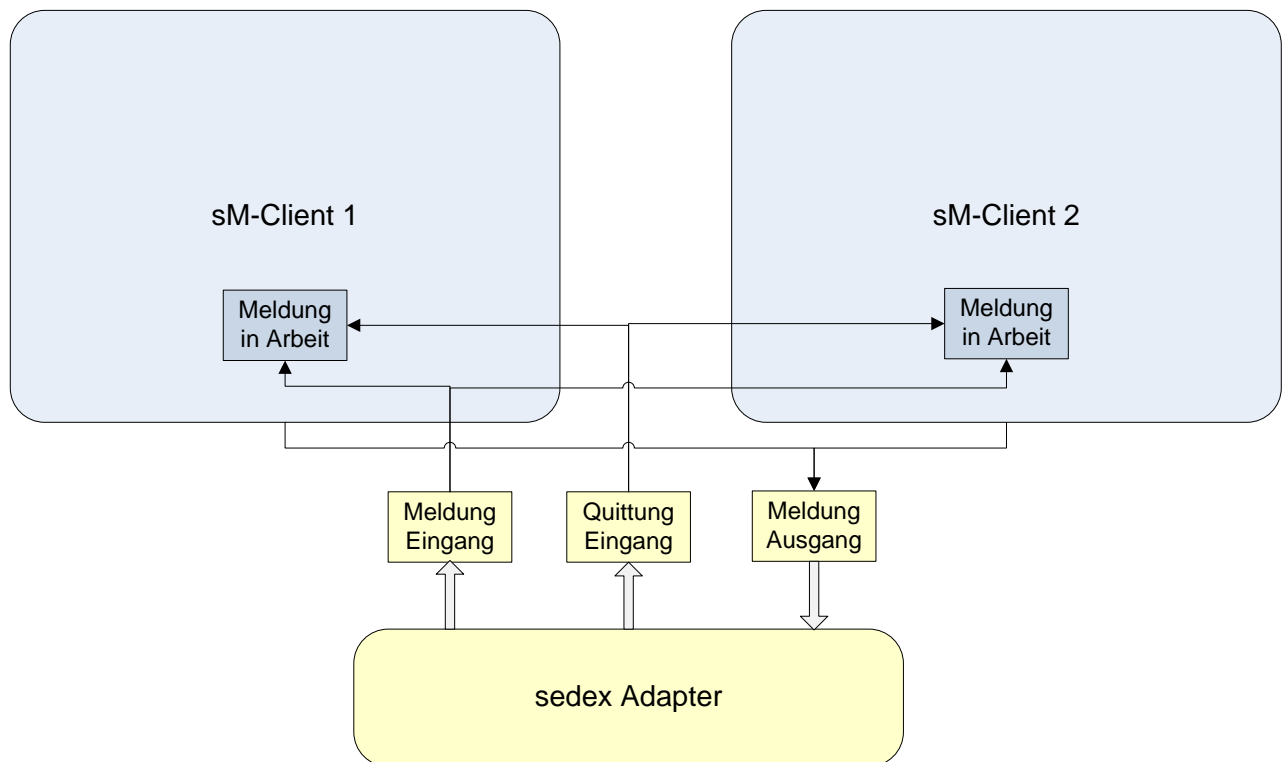 sM-Client 1
sM-Client 2
Meldung
in Arbeit
Meldung
in Arbeit
Meldung
Eingang
Quittung
Eingang
Meldung
Ausgang
sedex Adapter